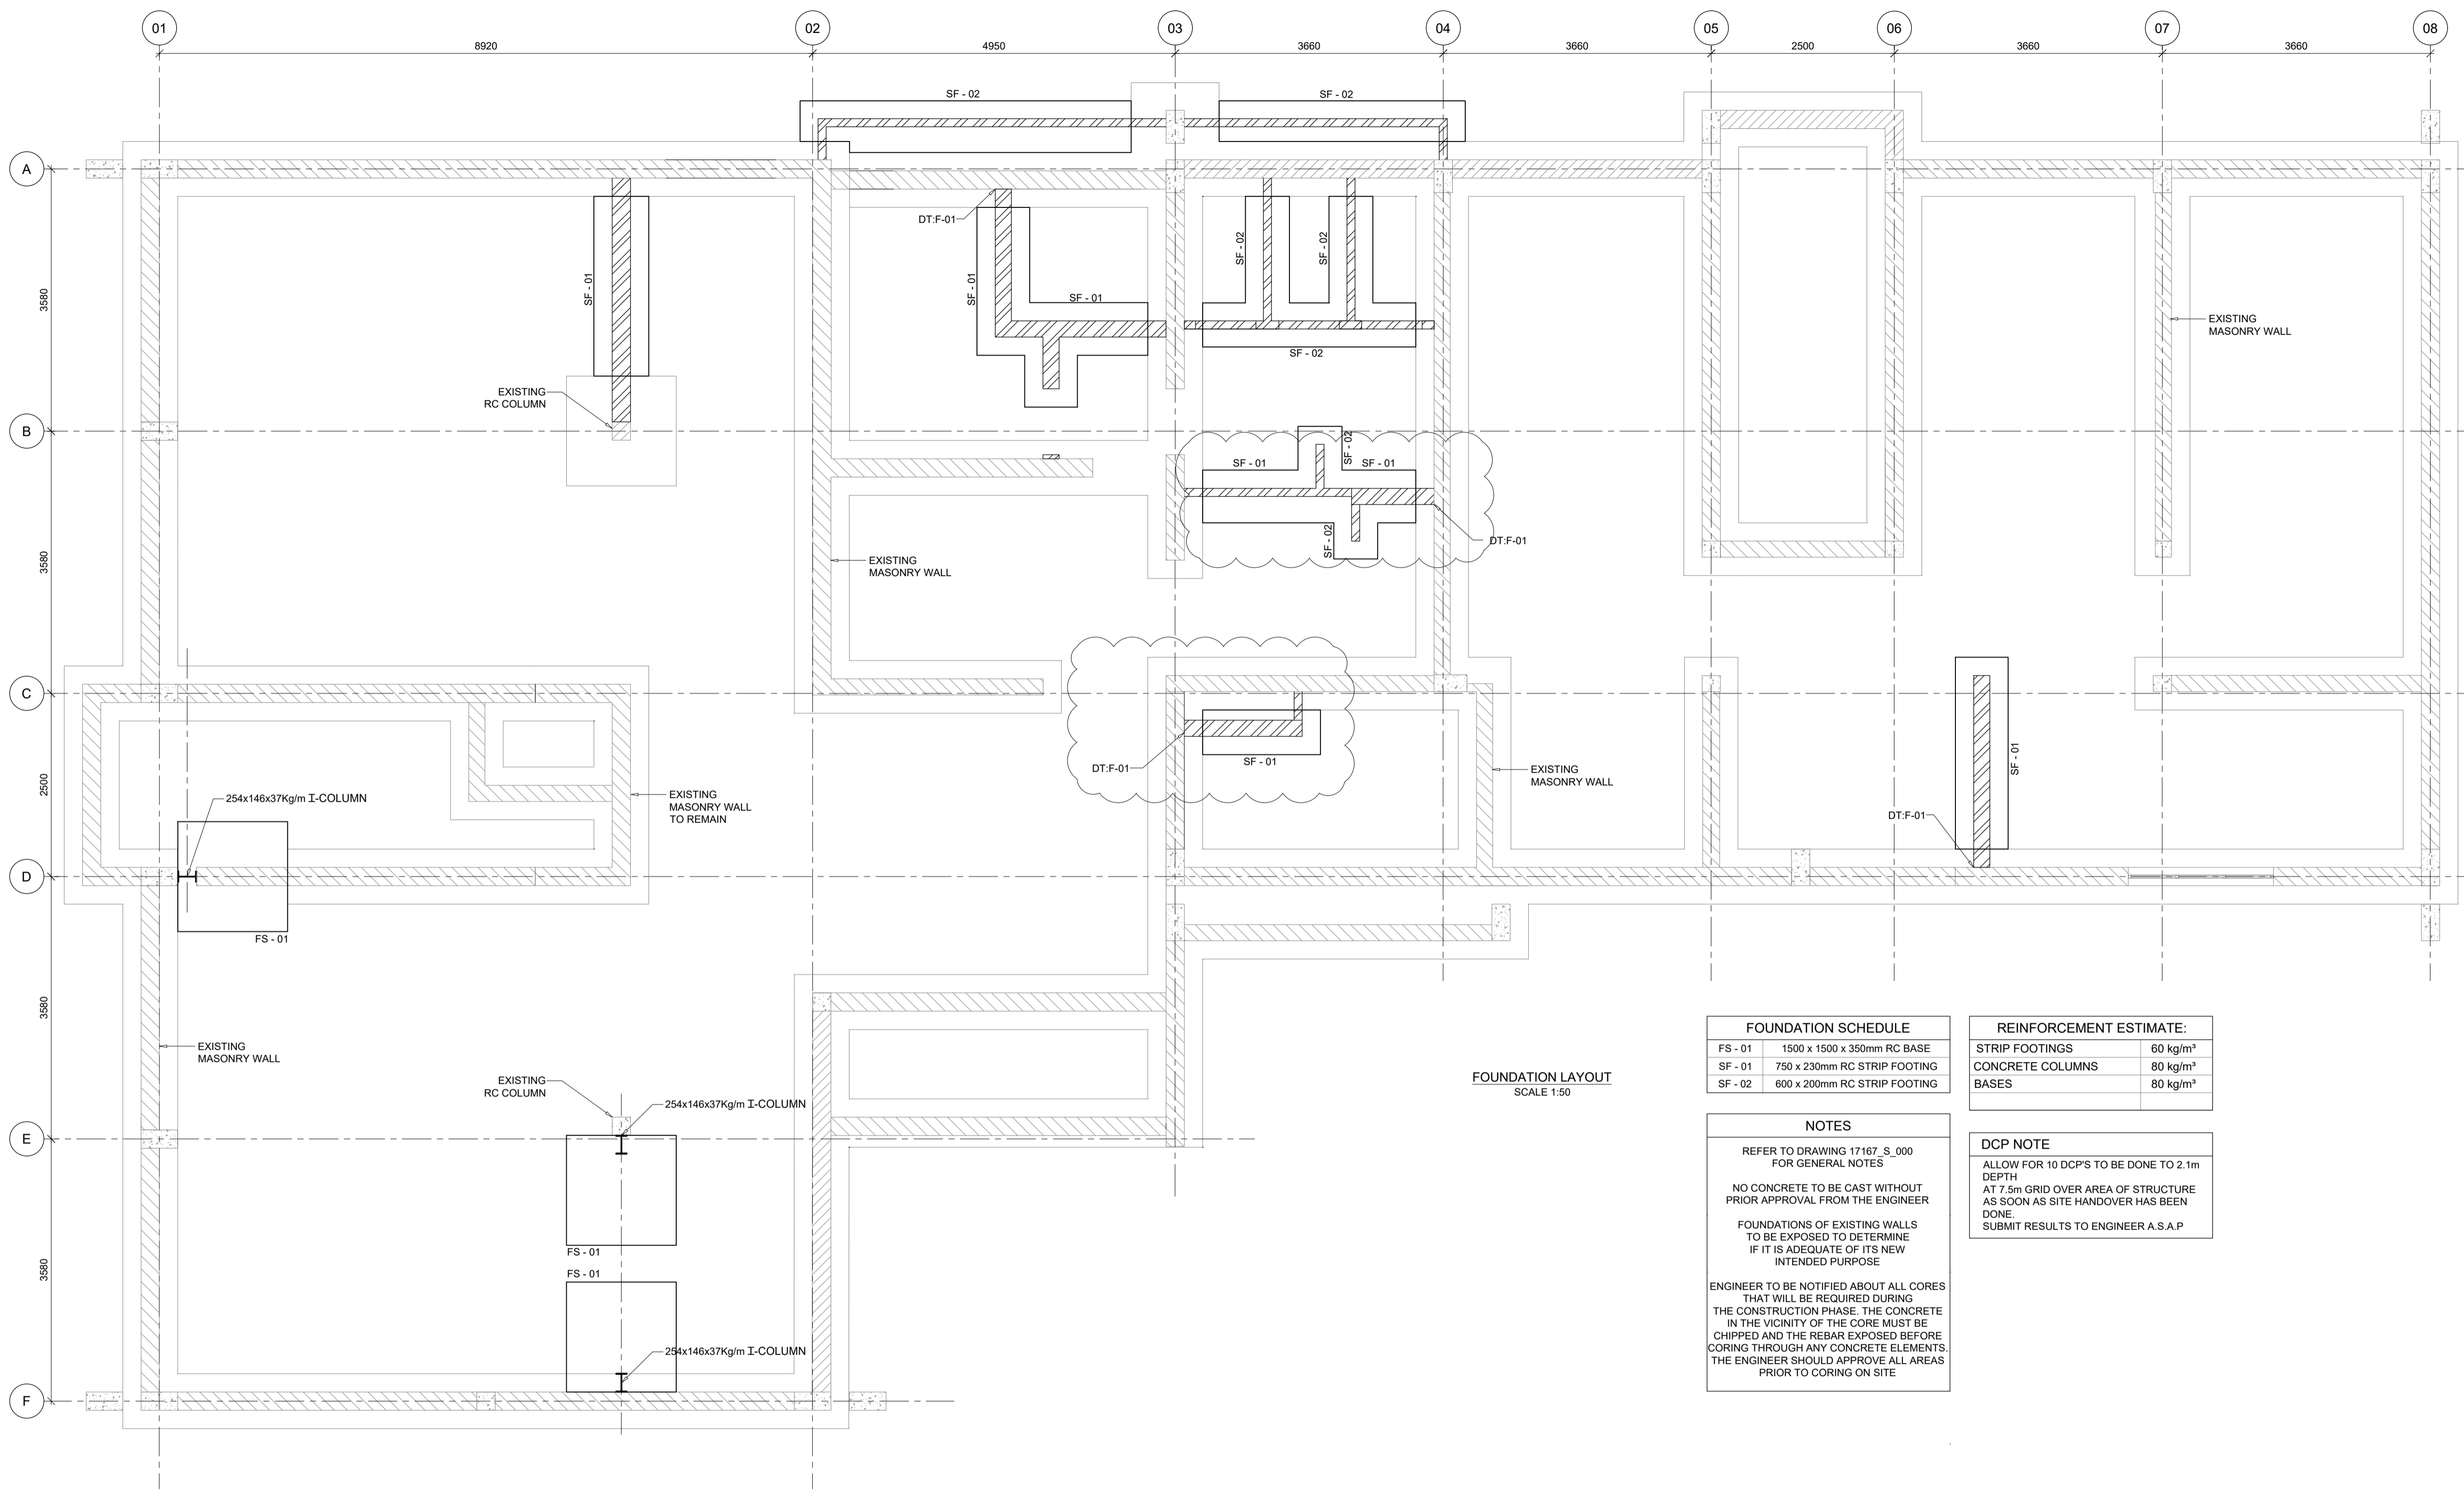 01
02
03
04
05
06
07
08
8920
4950
3660
3660
2500
3660
3660
SF - 02
SF - 02
A
DT:F-01
SF - 02
SF - 02
SF - 01
SF - 01
SF - 01
3580
EXISTING
MASONRY WALL
SF - 02
EXISTING
RC COLUMN
B
SF - 02
SF - 01
SF - 01
SF - 02
DT:F-01
3580
EXISTING
MASONRY WALL
C
DT:F-01
SF - 01
SF - 01
EXISTING
MASONRY WALL
2500
254x146x37Kg/m I-COLUMN
EXISTING
MASONRY WALL
TO REMAIN
DT:F-01
D
FS - 01
3580
EXISTING
MASONRY WALL
EXISTING
RC COLUMN
254x146x37Kg/m I-COLUMN
E
FS - 01
FS - 01
3580
254x146x37Kg/m I-COLUMN
F
FOUNDATION LAYOUT
SCALE 1:50
FOUNDATION SCHEDULE
FS - 01 1500 x 1500 x 350mm RC BASE
SF - 01 750 x 230mm RC STRIP FOOTING
SF - 02 600 x 200mm RC STRIP FOOTING
REINFORCEMENT ESTIMATE:
STRIP FOOTINGS 60 kg/m³
CONCRETE COLUMNS 80 kg/m³
BASES 80 kg/m³
NOTES
REFER TO DRAWING 17167_S_000
FOR GENERAL NOTES
NO CONCRETE TO BE CAST WITHOUT
PRIOR APPROVAL FROM THE ENGINEER
FOUNDATIONS OF EXISTING WALLS
TO BE EXPOSED TO DETERMINE
IF IT IS ADEQUATE OF ITS NEW
INTENDED PURPOSE
ENGINEER TO BE NOTIFIED ABOUT ALL CORES
THAT WILL BE REQUIRED DURING
THE CONSTRUCTION PHASE. THE CONCRETE
IN THE VICINITY OF THE CORE MUST BE
CHIPPED AND THE REBAR EXPOSED BEFORE
CORING THROUGH ANY CONCRETE ELEMENTS.
THE ENGINEER SHOULD APPROVE ALL AREAS
PRIOR TO CORING ON SITE
DCP NOTE
ALLOW FOR 10 DCP'S TO BE DONE TO 2.1m
DEPTH
AT 7.5m GRID OVER AREA OF STRUCTURE
AS SOON AS SITE HANDOVER HAS BEEN
DONE.
SUBMIT RESULTS TO ENGINEER A.S.A.P